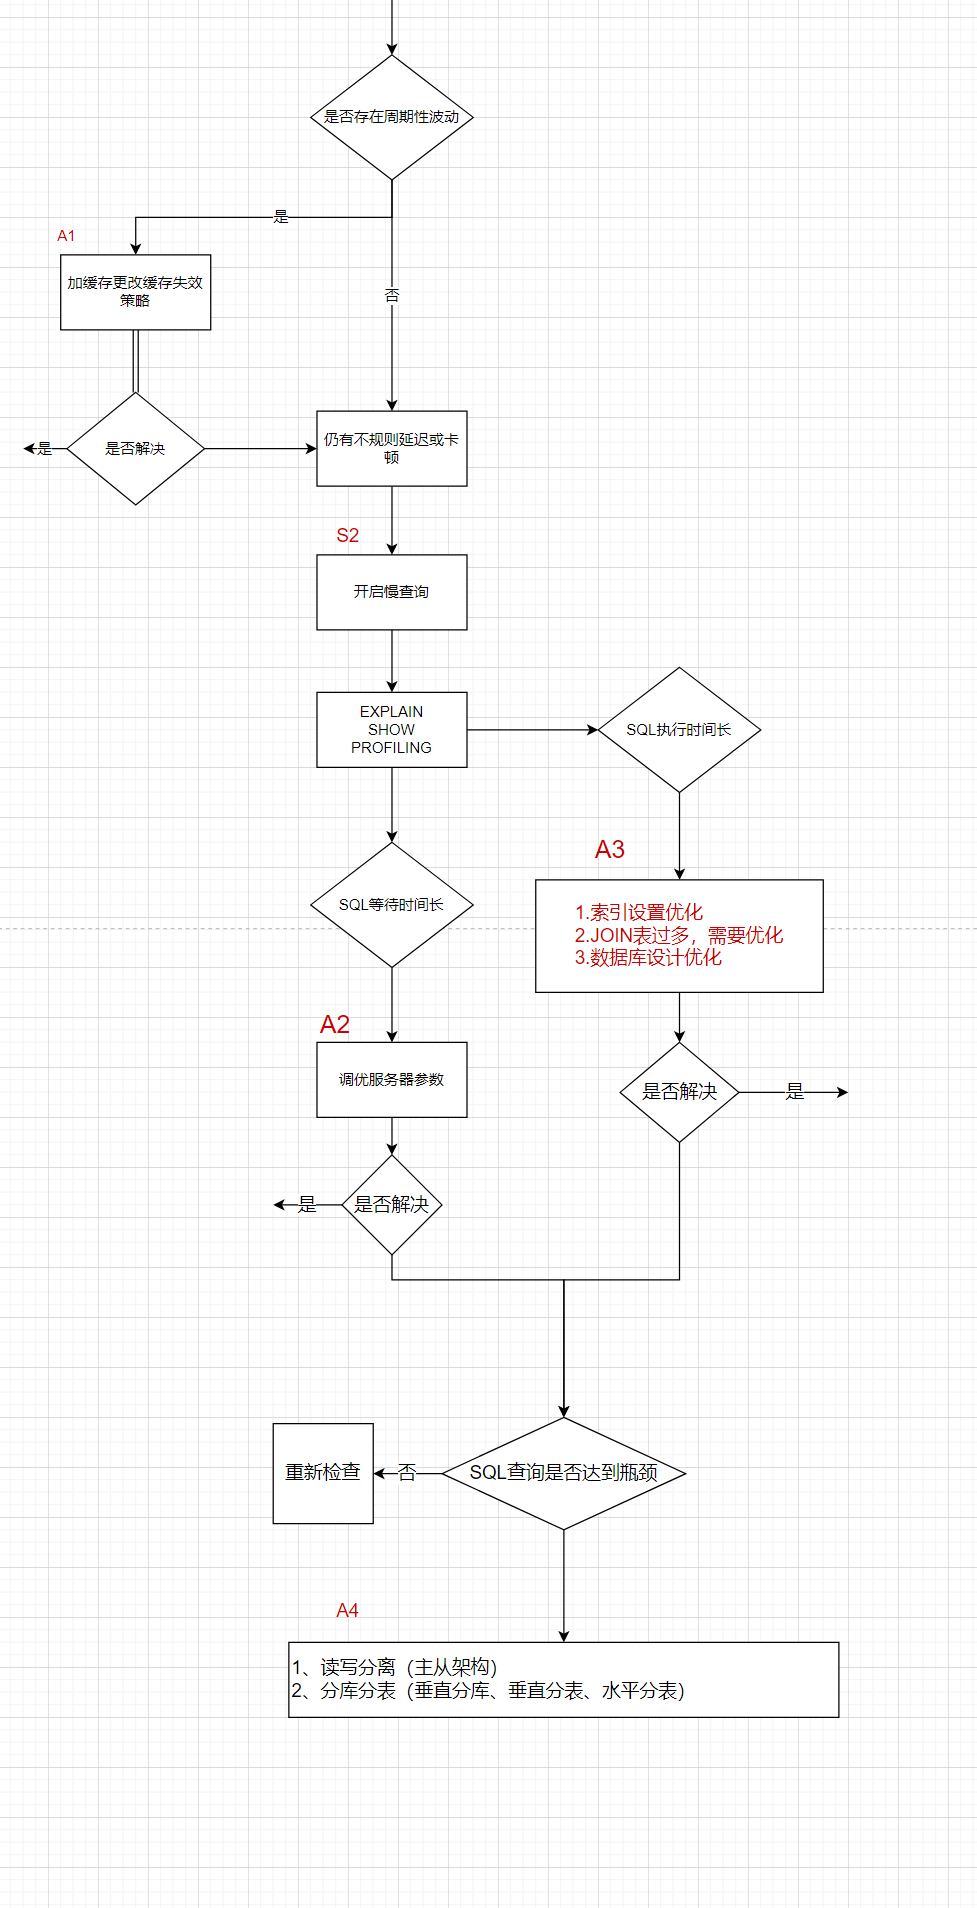 是否存在周期性波动
是
A1
加缓存更改缓存失效
策略
否
是
是否解决
仍有不规则延迟或卡
顿
S2
开启慢查询
EXPLAIN
SHOW
PROFILING
SQL执行时间长
A3
SQL等待时间长
1.索引设置优化
2.JOIN表过多，需要优化
3.数据库设计优化
A2
调优服务器参数
是否解决
是
是
是否解决
重新检查
否
SQL查询是否达到瓶颈
A4
1、读写分离（主从架构）
2、分库分表（垂直分库、垂直分表、水平分表）